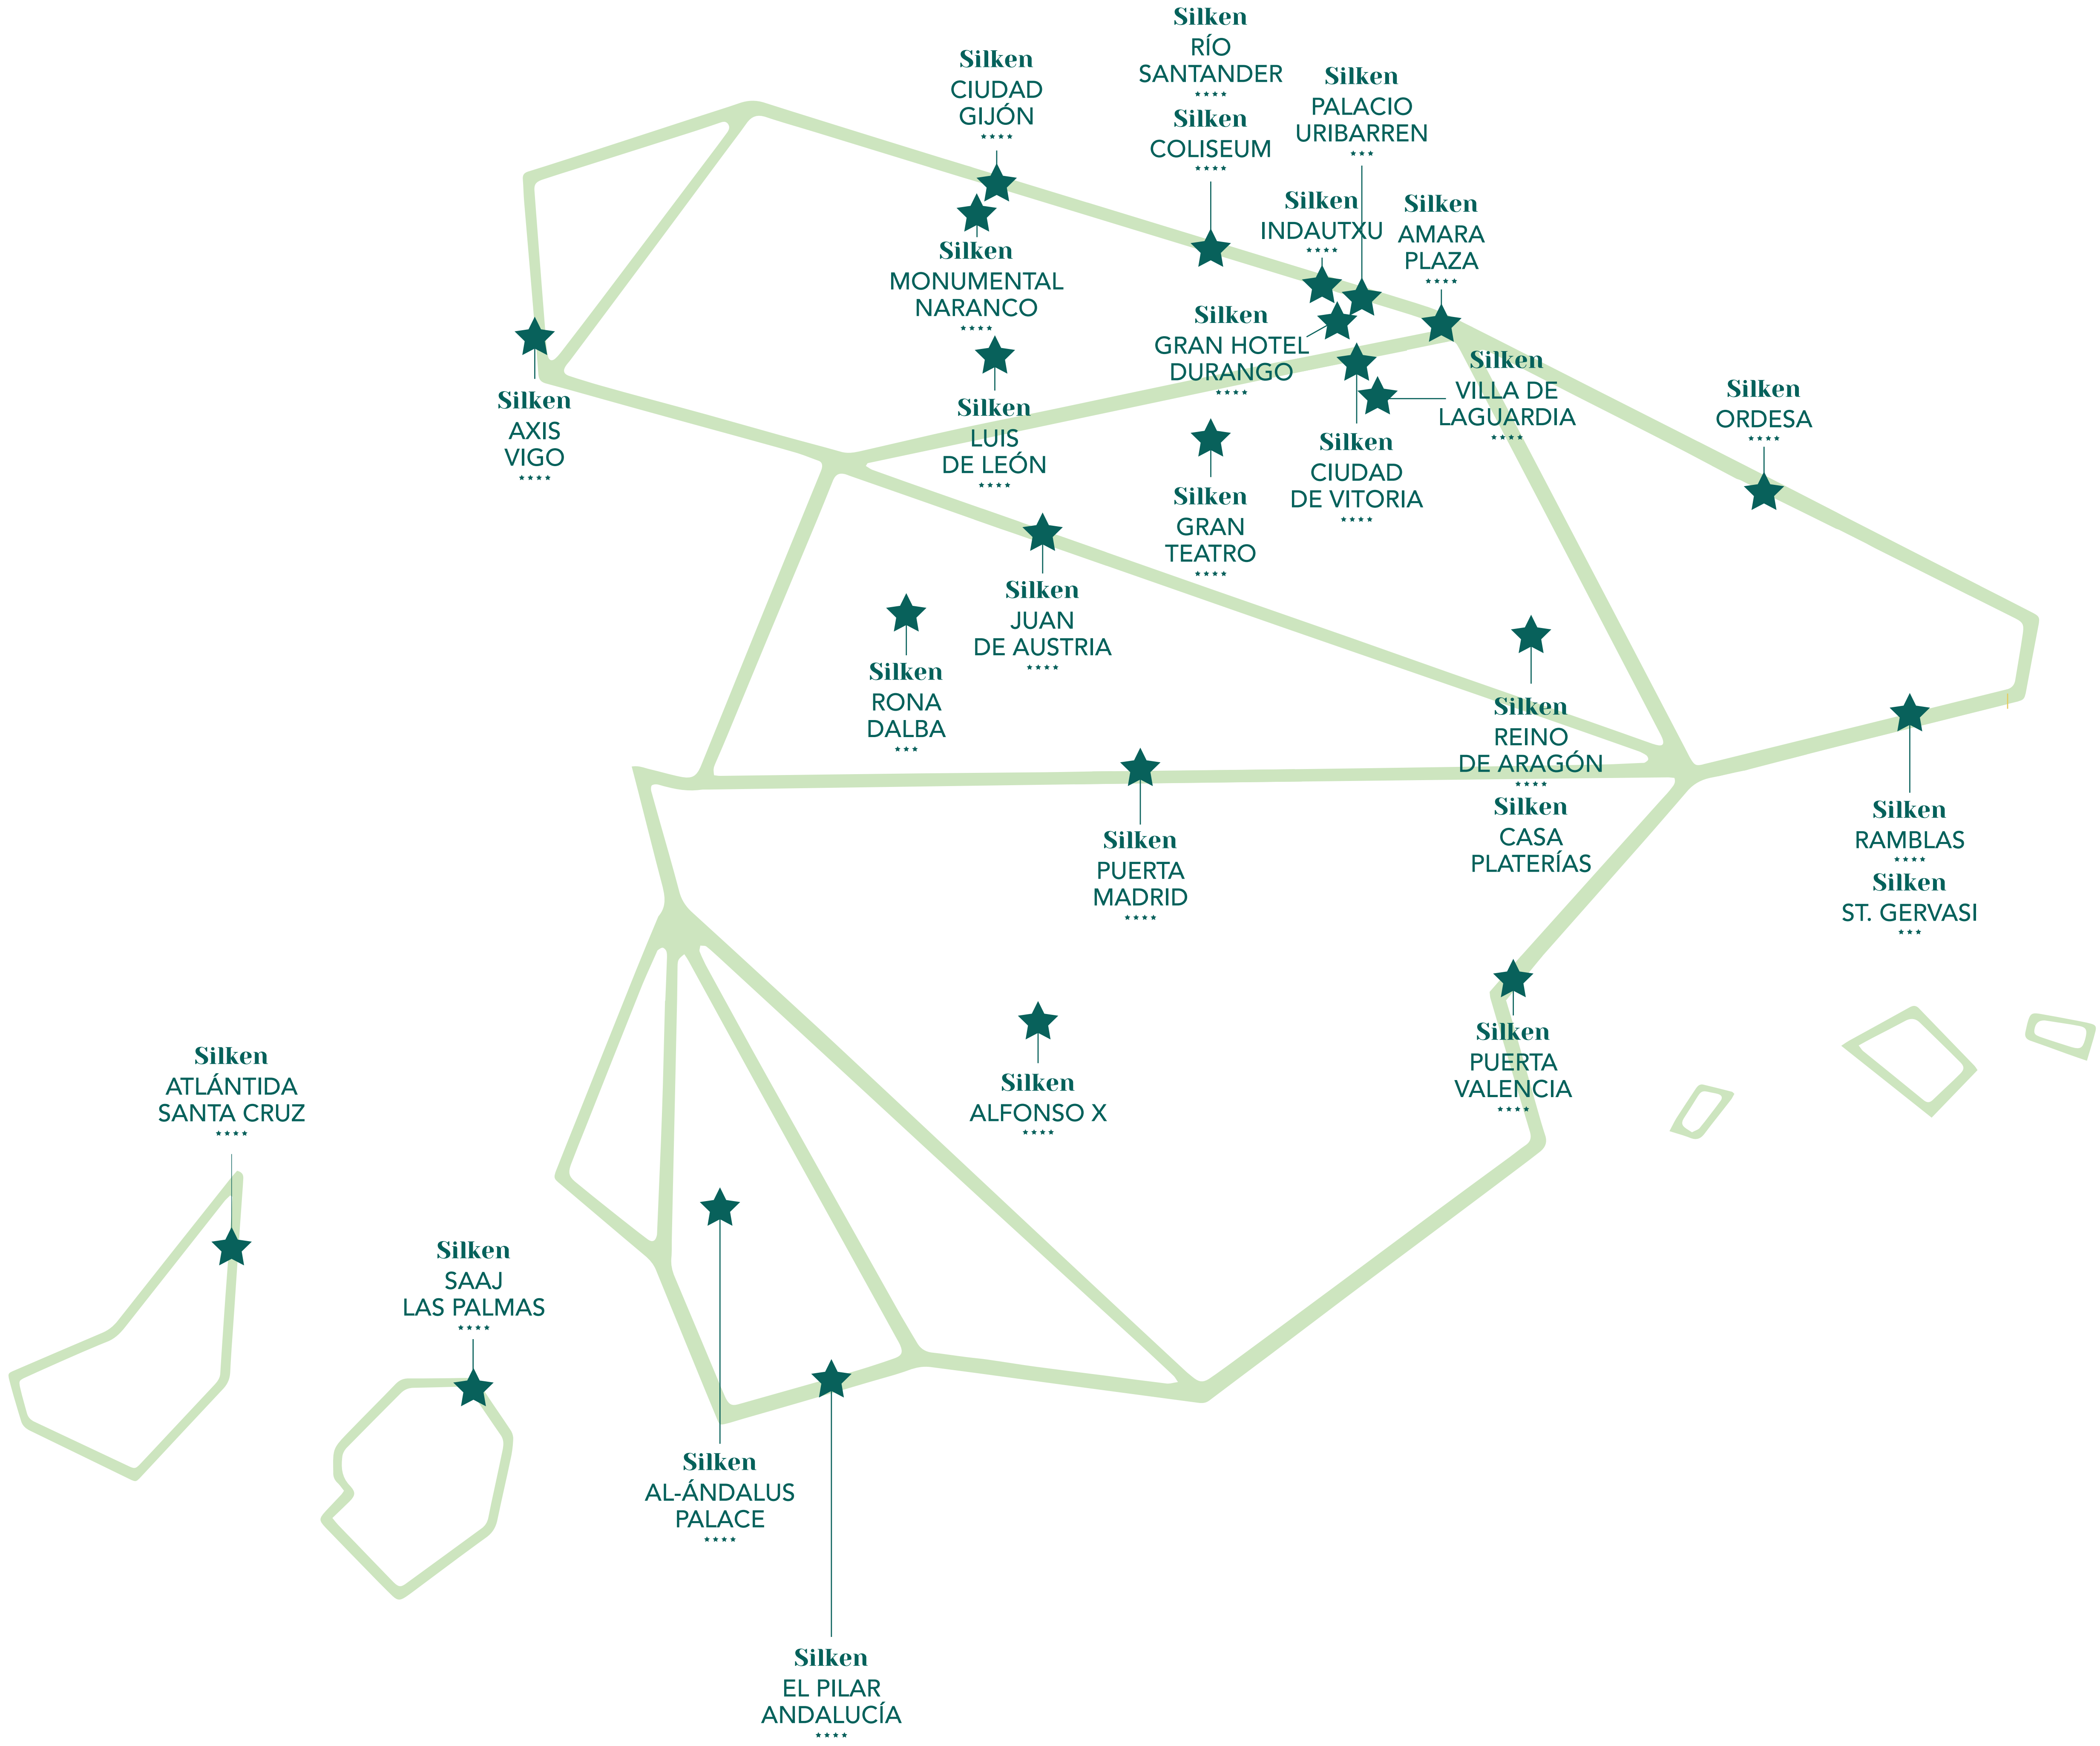 Silken
RÍO
SANTANDER
Silken
COLISEUM
Silken
CIUDAD
GIJÓN
Silken
PALACIO
URIBARREN
Silken
INDAUTXU
Silken
AMARA
PLAZA
Silken
MONUMENTAL
NARANCO
Silken
GRAN HOTEL
DURANGO
Silken
VILLA DE
LAGUARDIA
Silken
ORDESA
Silken
AXIS
VIGO
Silken
LUIS
DE LEÓN
Silken
CIUDAD
DE VITORIA
Silken
GRAN
TEATRO
Silken
JUAN
DE AUSTRIA
Silken
RONA
DALBA
Silken
REINO
DE ARAGÓN
Silken
CASA
PLATERÍAS
Silken
RAMBLAS
Silken
ST. GERVASI
Silken
PUERTA
MADRID
Silken
PUERTA
VALENCIA
Silken
ALFONSO X
Silken
ATLÁNTIDA
SANTA CRUZ
Silken
SAAJ
LAS PALMAS
Silken
AL-ÁNDALUS
PALACE
Silken
EL PILAR
ANDALUCÍA